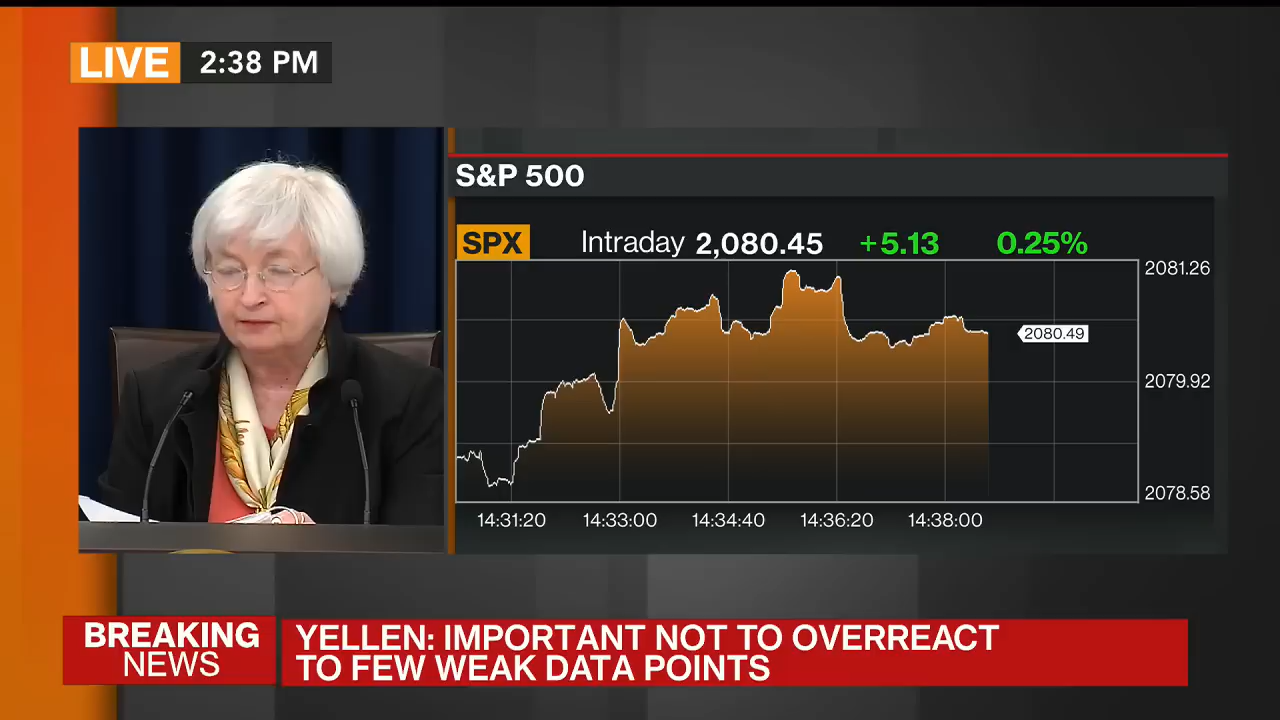 LIVE 2:38 PM
S&P 500
SPX Intraday 2,080.45 +5.13 0.25%
2081.26
2080.49
2079.92
2078.58
14:31:20 14:33:00 14:34:40 14:36:20 14:38:00
BREAKING NEWS
YELLEN: IMPORTANT NOT TO OVERREACT
TO FEW WEAK DATA POINTS